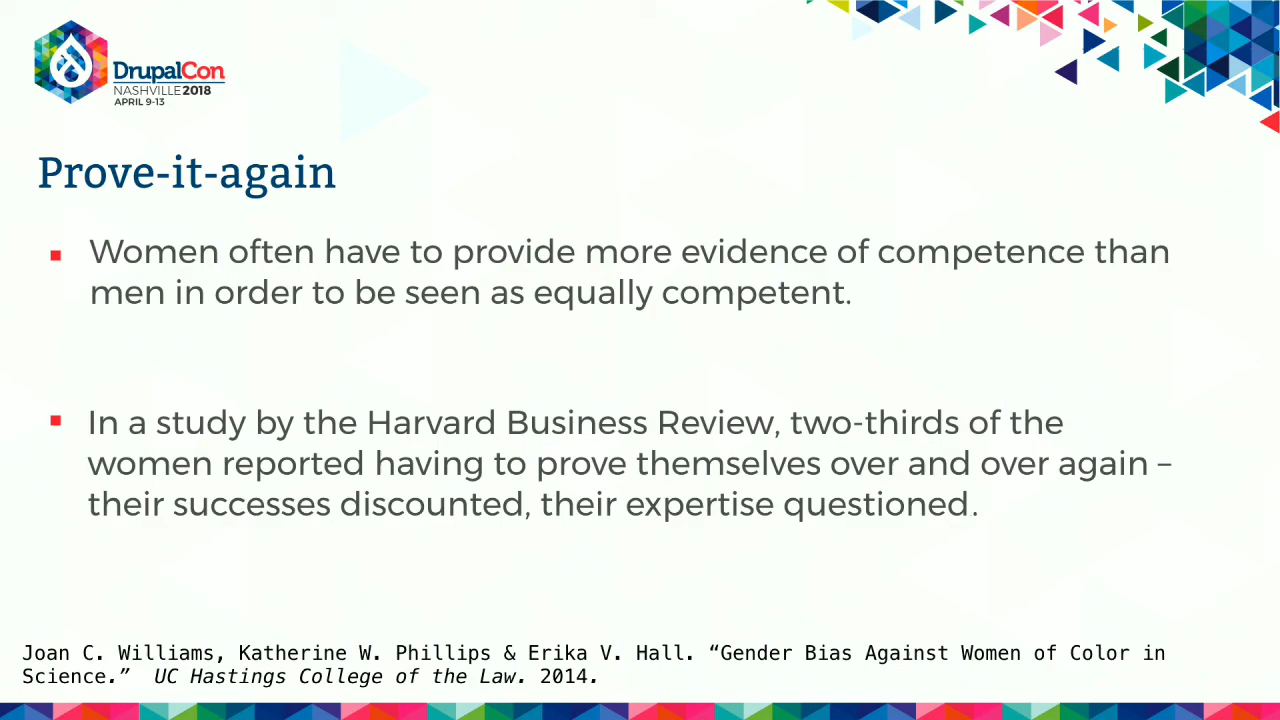 DrupalCon
NASHVILLE 2018
APRIL 9-13
Prove-it-again
Women often have to provide more evidence of competence than
men in order to be seen as equally competent.
In a study by the Harvard Business Review, two-thirds of the
women reported having to prove themselves over and over again –
their successes discounted, their expertise questioned.
Joan C. Williams, Katherine W. Phillips & Erika V. Hall. “Gender Bias Against Women of Color in
Science.” UC Hastings College of the Law. 2014.